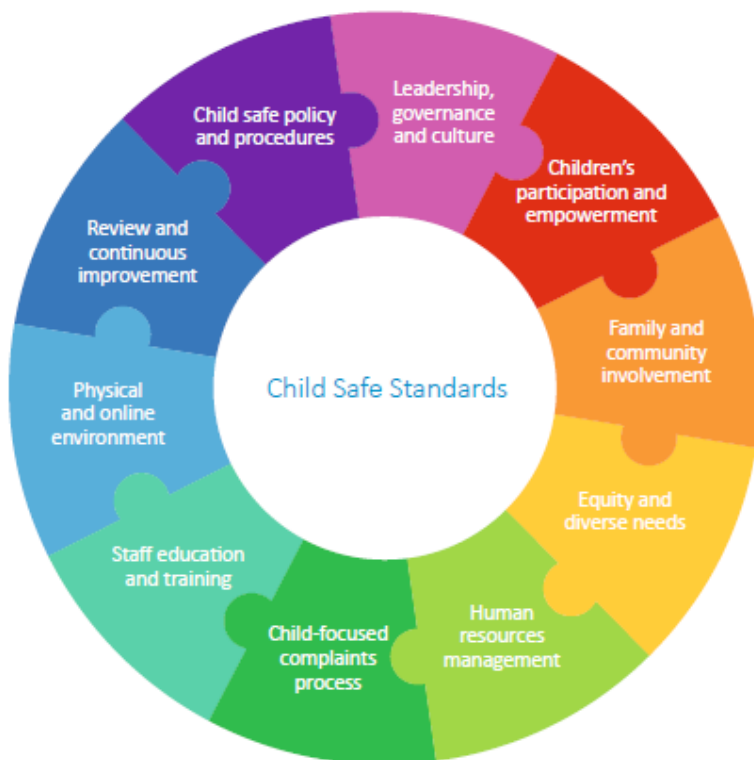 Leadership,
governance
and culture
Children's
participation and
empowerment
Family and
community
involvement
Equity and
diverse needs
Human
resources
management
Child-focused
complaints
process
Staff education
and training
Physical
and online
environment
Review and
continuous
improvement
Child safe policy
and procedures
Child Safe Standards